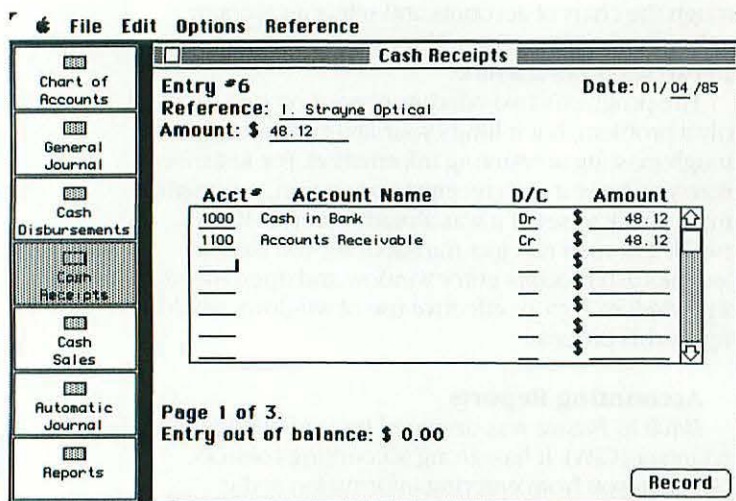 File Edit Options Reference
Chart of
Accounts
General
Journal
Cash
Disbursements
Cash
Receipts
Cash
Sales
Automatic
Journal
Reports
Cash Receipts
Entry #6
Date: 01/04/85
Reference: I. Strayne Optical
Amount: $ 48.12
Acct# Account Name D/C Amount
1000 Cash in Bank Dr $ 48.12
1100 Accounts Receivable Cr $ 48.12
$
$
$
Page 1 of 3.
Entry out of balance: $ 0.00
Record